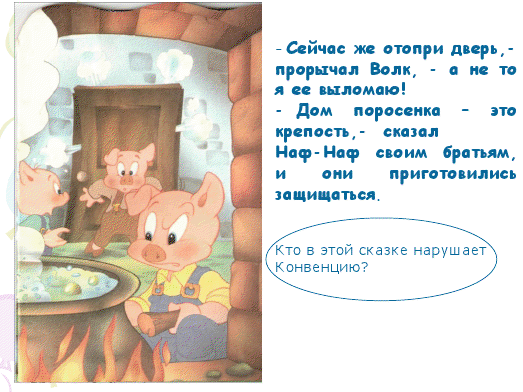 - Сейчас же отопри дверь,-
прорычал Волк, - а не то
я ее выломаю!
- Дом поросенка – это
крепость,- сказал
Наф-Наф своим братьям,
и они приготовились
защищаться.
Кто в этой сказке нарушает
Конвенцию?